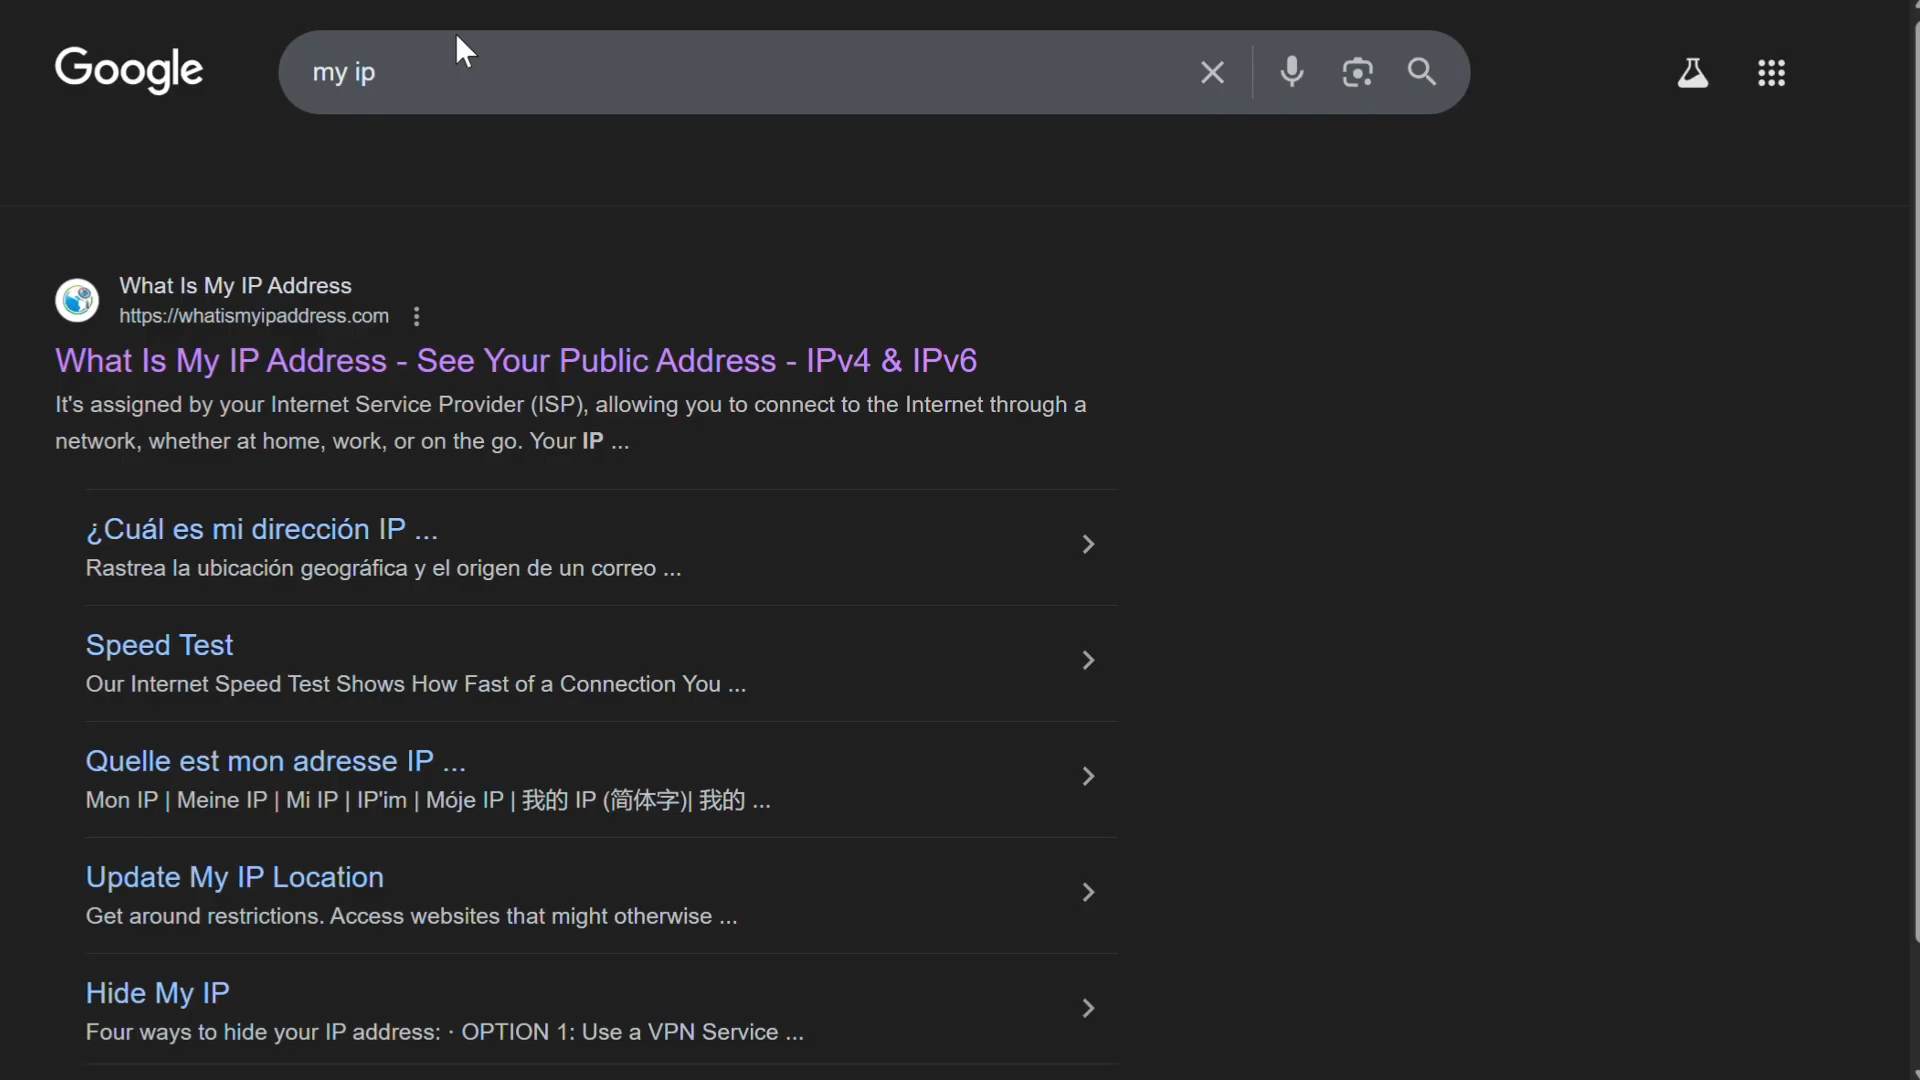 Google
my ip
What Is My IP Address
https://whatismyipaddress.com
What Is My IP Address - See Your Public Address - IPv4 & IPv6
It's assigned by your Internet Service Provider (ISP), allowing you to connect to the Internet through a
network, whether at home, work, or on the go. Your IP ...
¿Cuál es mi dirección IP ...
Rastrea la ubicación geográfica y el origen de un correo ...
Speed Test
Our Internet Speed Test Shows How Fast of a Connection You ...
Quelle est mon adresse IP ...
Mon IP | Meine IP | Mi IP | IP'im | Móje IP | 我的 IP (简体字)| 我的 ...
Update My IP Location
Get around restrictions. Access websites that might otherwise ...
Hide My IP
Four ways to hide your IP address: · OPTION 1: Use a VPN Service ...